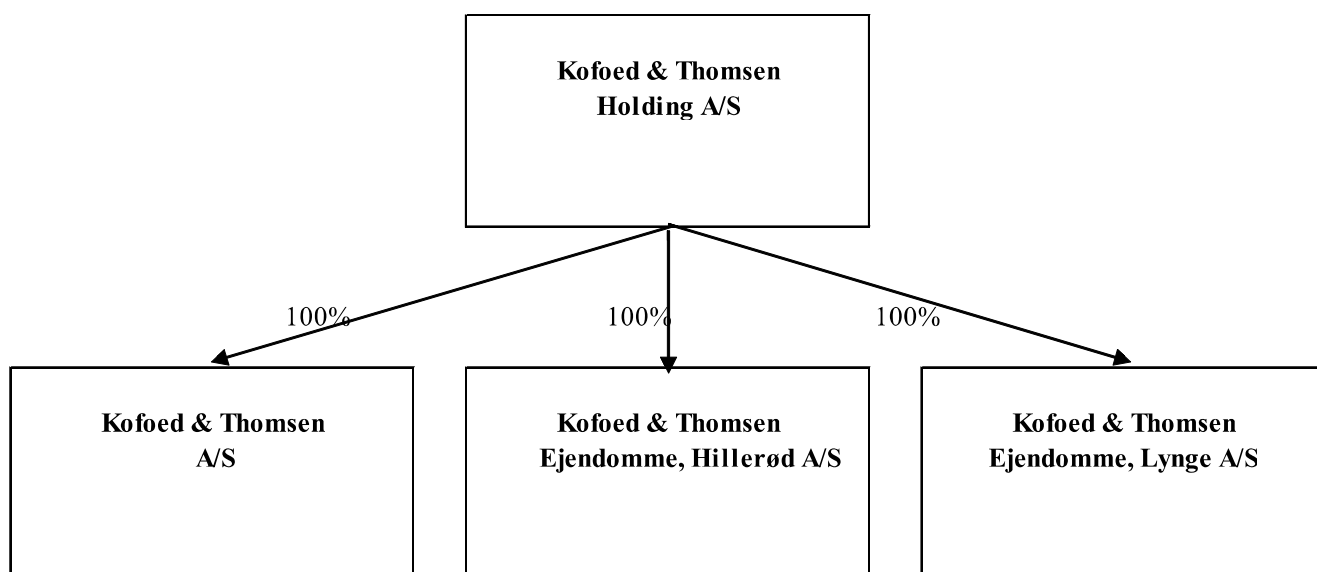 Kofoed & Thomsen
Holding A/S
100%
100%
100%
Kofoed & Thomsen
A/S
Kofoed & Thomsen
Ejendomme, Hillerød A/S
Kofoed & Thomsen
Ejendomme, Lynge A/S